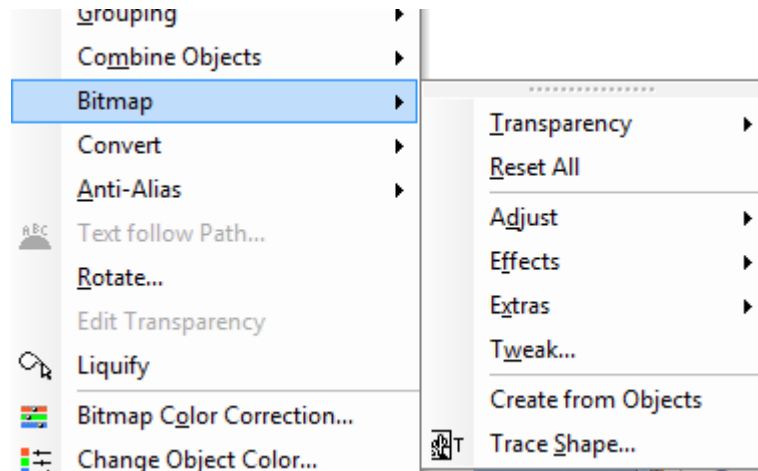 Grouping
Combine Objects
Bitmap
Convert
Anti-Alias
ABC
Text follow Path...
Rotate...
Edit Transparency
Liquify
Bitmap Color Correction...
Change Object Color...
Transparency
Reset All
Adjust
Effects
Extras
Tweak...
Create from Objects
T
Trace Shape...